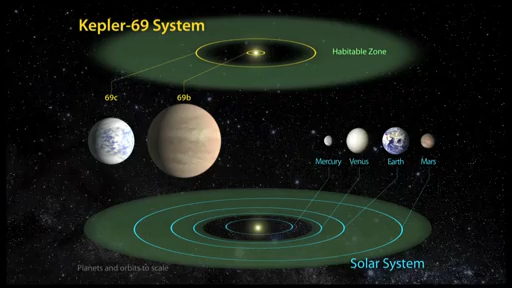 Kepler-69 System
Habitable Zone
69c
69b
Mercury
Venus
Earth
Mars
Planets and orbits to scale
Solar System